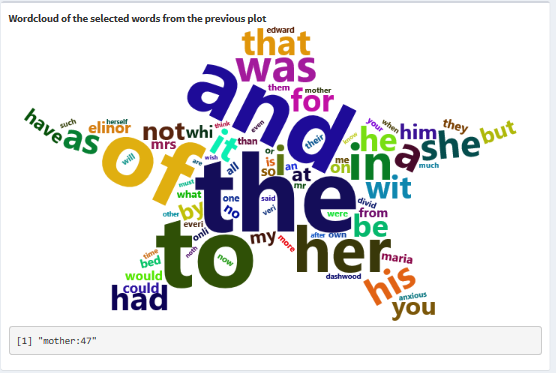 Wordcloud of the selected words from the previous plot
edward
that
was
them mother
and for
such
have as
elinor herself
not whi it think
mrs than even
their know your when
he him they
but
she
a much
in
me
on
or
is
so i an at
mr
of will
are wish
all
the
must
what
by
other
everi
one said
no veri
wit
divid
were from
be
after own
my more
onli
to
now
time
bed
would
could
had
her
dashwood
maria
his
anxious
you
[1] "mother:47"